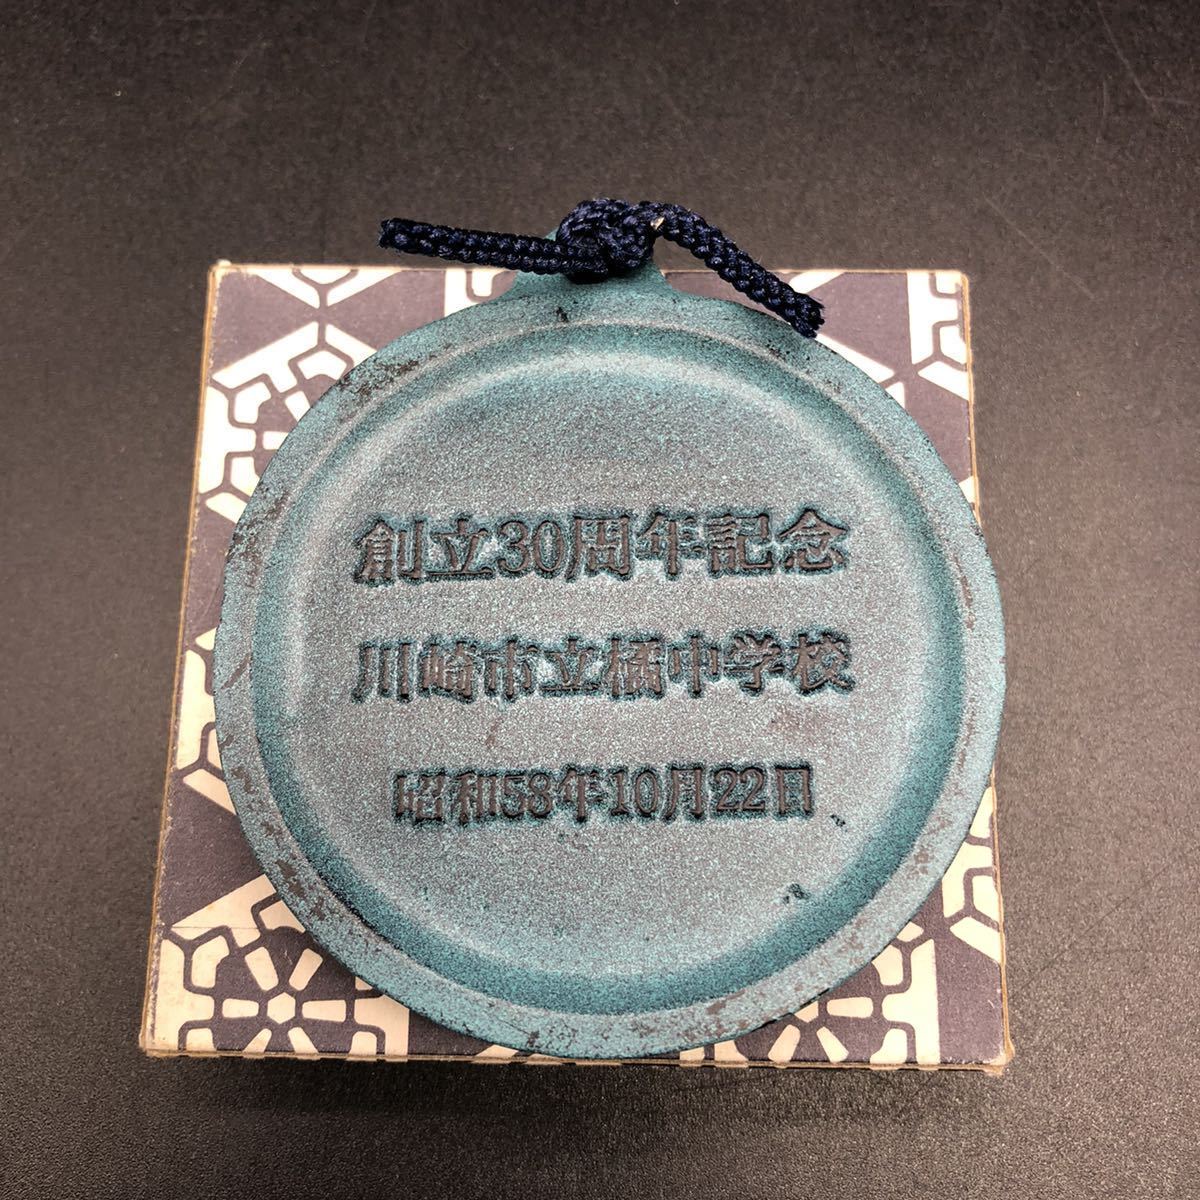 創立30周年記念
川崎市立橘中学校
昭和58年10月22日